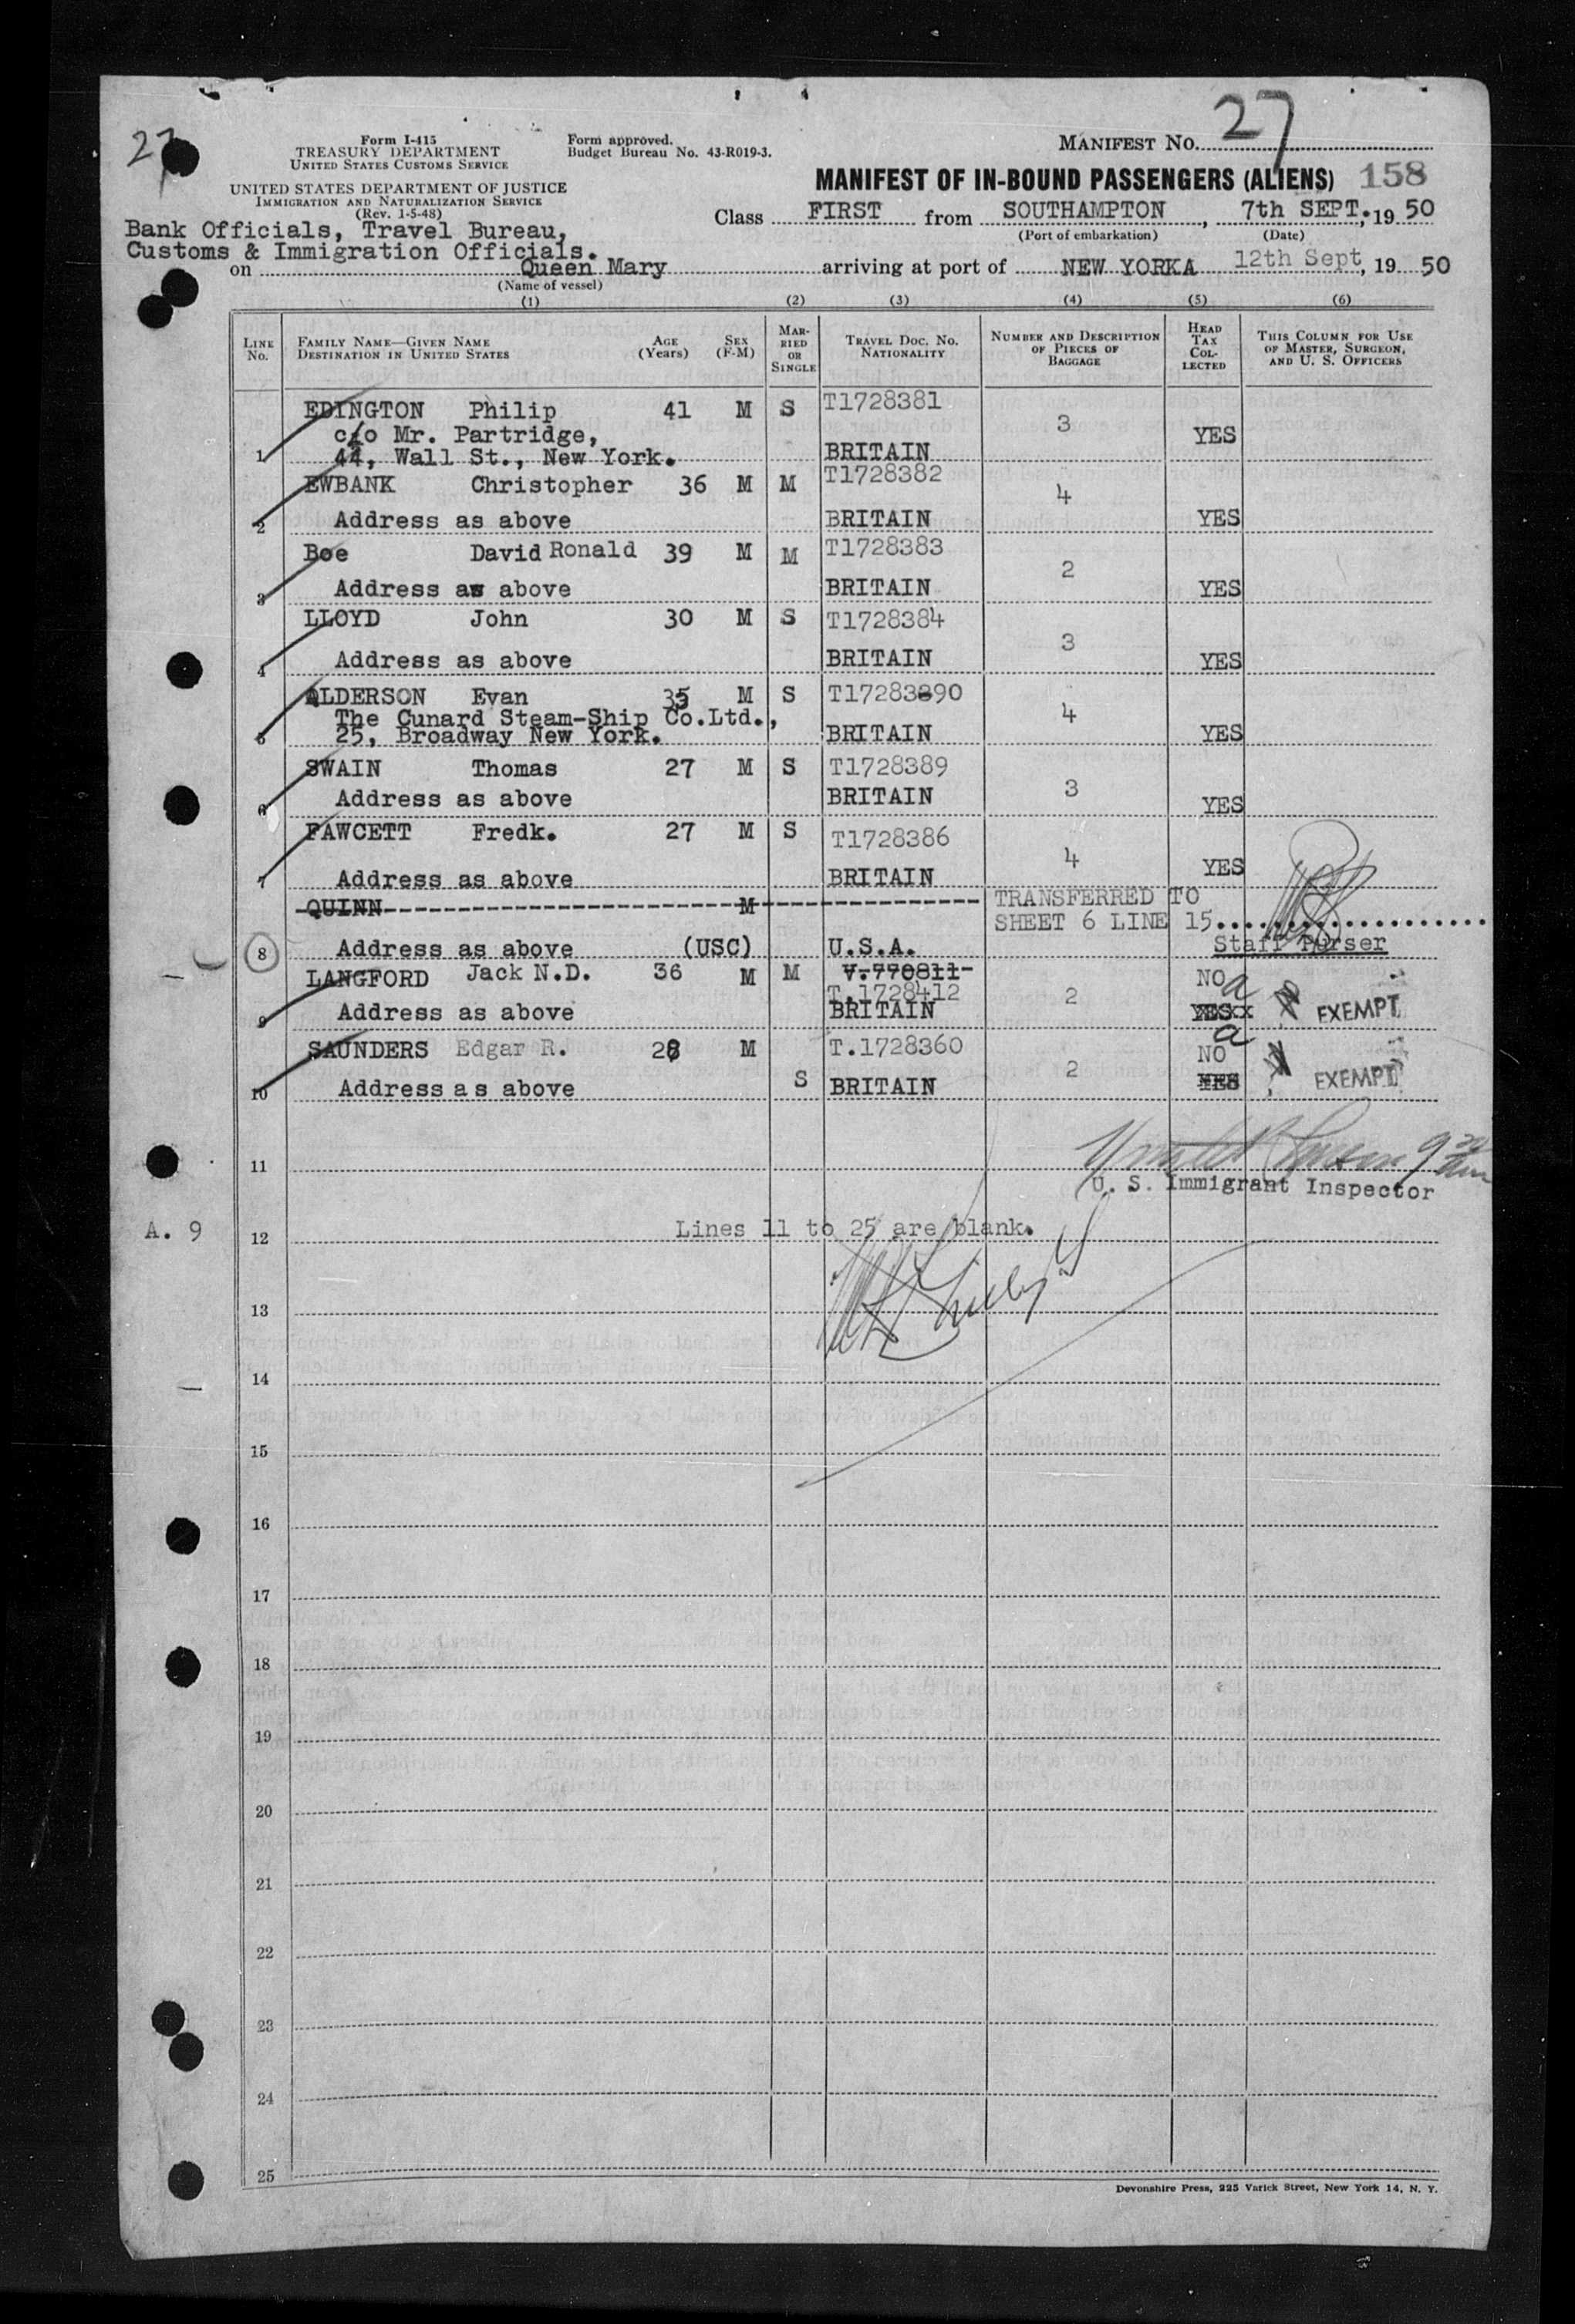 27
Form I-415
TREASURY DEPARTMENT
UNITED STATES CUSTOMS SERVICE
UNITED STATES DEPARTMENT OF JUSTICE
IMMIGRATION AND NATURALIZATION SERVICE
(Rev. 1-5-48)
Form approved.
Budget Bureau No. 43-R019-3.
MANIFEST No. 27
MANIFEST OF IN-BOUND PASSENGERS (ALIENS) 158
Class FIRST from SOUTHAMPTON, 7th SEPT., 19 50
(Port of embarkation) (Date)
Bank Officials, Travel Bureau,
Customs & Immigration Officials.
on Queen Mary arriving at port of NEW YORKA 12th Sept, 19 50
(Name of vessel)
(1) (2) (3) (4) (5) (6)
LINE No. FAMILY NAME—GIVEN NAME DESTINATION IN UNITED STATES AGE (Years) SEX (F-M) MARRIED OR SINGLE TRAVEL DOC. NO. NATIONALITY NUMBER AND DESCRIPTION OF PIECES OF BAGGAGE HEAD TAX COLLECTED THIS COLUMN FOR USE OF MASTER, SURGEON, AND U. S. OFFICERS
EDINGTON Philip 41 M S T1728381 3 YES
c/o Mr. Partridge,
1 44, Wall St., New York. BRITAIN
EWBANK Christopher 36 M M T1728382 4
2 Address as above BRITAIN YES
Boe David Ronald 39 M M T1728383 2
3 Address as above BRITAIN YES
LLOYD John 30 M S T1728384 3
4 Address as above BRITAIN YES
ALDERSON Evan 35 M S T17283890 4
The Cunard Steam-Ship Co.Ltd.,
5 25, Broadway New York. BRITAIN YES
SWAIN Thomas 27 M S T1728389 3
6 Address as above BRITAIN YES
FAWCETT Fredk. 27 M S T1728386 4
7 Address as above BRITAIN YES
QUINN M TRANSFERRED TO
SHEET 6 LINE 15
8 Address as above (USC) U.S.A. Staff Purser
LANGFORD Jack N.D. 36 M M V.770811 NO
T.1728412 2
9 Address as above BRITAIN YES EXEMPT
SAUNDERS Edgar R. 28 M T.1728360 NO
10 Address as above S BRITAIN 2 YES EXEMPT
11
U. S. Immigrant Inspector
A. 9
12 Lines 11 to 25 are blank.
13
14
15
16
17
18
19
20
21
22
23
24
25
Devonshire Press, 225 Varick Street, New York 14, N. Y.